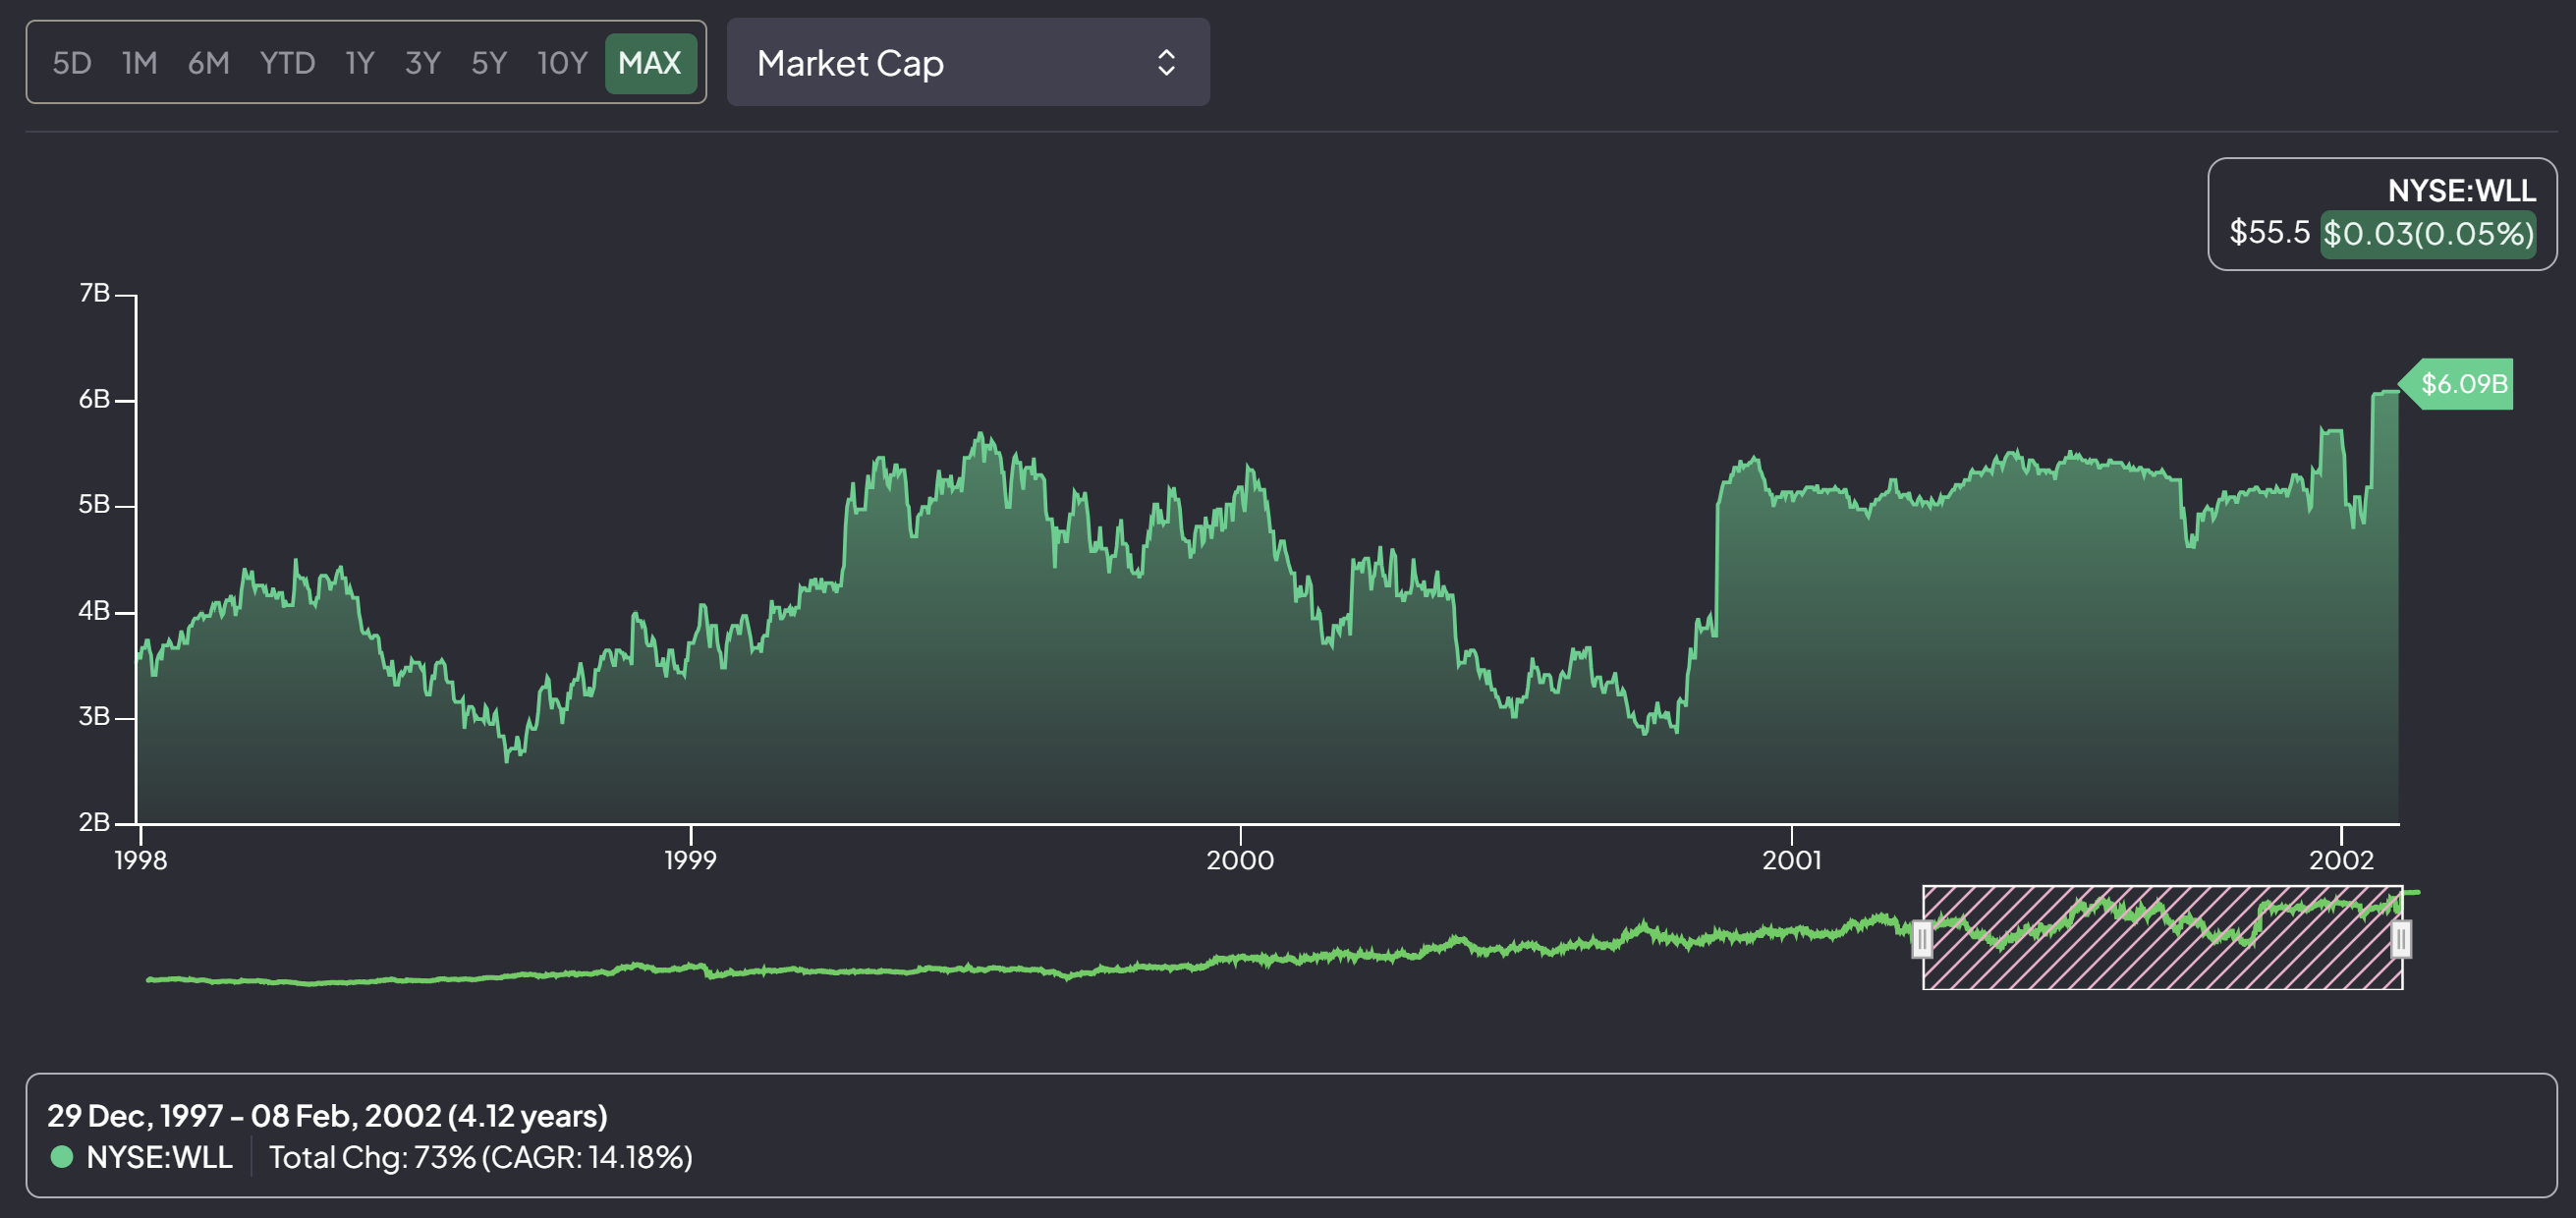 5D 1M 6M YTD 1Y 3Y 5Y 10Y MAX Market Cap
NYSE:WLL
$55.5 $0.03(0.05%)
7B
$6.09B
6B
5B
4B
3B
2B
1998 1999 2000 2001 2002
29 Dec, 1997 - 08 Feb, 2002 (4.12 years)
NYSE:WLL Total Chg: 73% (CAGR: 14.18%)